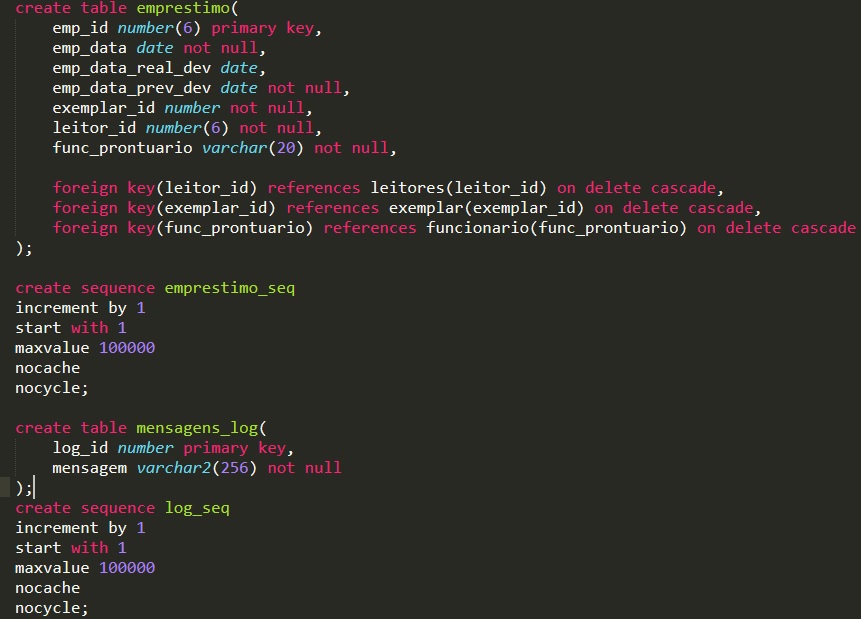 create table emprestimo(
    emp_id number(6) primary key,
    emp_data date not null,
    emp_data_real_dev date,
    emp_data_prev_dev date not null,
    exemplar_id number not null,
    leitor_id number(6) not null,
    func_prontuario varchar(20) not null,

    foreign key(leitor_id) references leitores(leitor_id) on delete cascade,
    foreign key(exemplar_id) references exemplar(exemplar_id) on delete cascade,
    foreign key(func_prontuario) references funcionario(func_prontuario) on delete cascade
);

create sequence emprestimo_seq
increment by 1
start with 1
maxvalue 100000
nocache
nocycle;

create table mensagens_log(
    log_id number primary key,
    mensagem varchar2(256) not null
);
create sequence log_seq
increment by 1
start with 1
maxvalue 100000
nocache
nocycle;